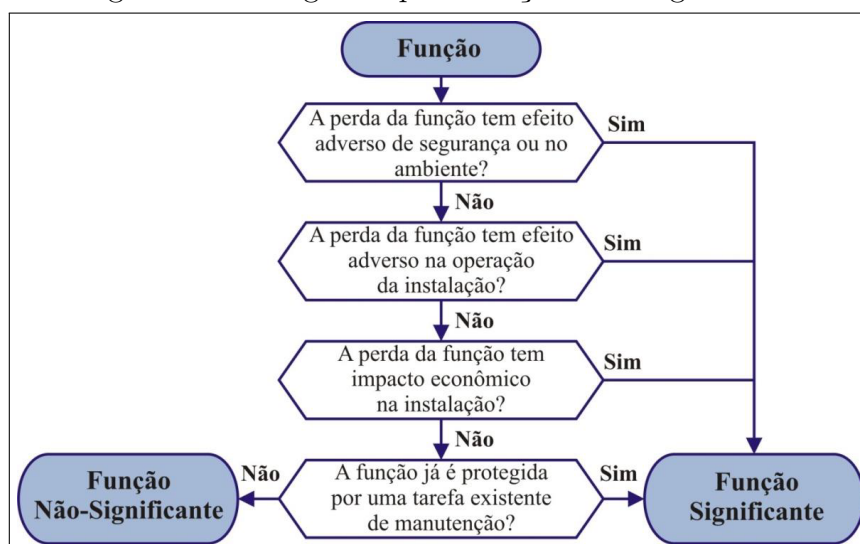 Função
A perda da função tem efeito
adverso de segurança ou no
ambiente?
Sim
Não
A perda da função tem efeito
adverso na operação
da instalação?
Sim
Não
A perda da função tem
impacto econômico
na instalação?
Sim
Não
Função
Não-Significante
Não
A função já é protegida
por uma tarefa existente
de manutenção?
Sim
Função
Significante